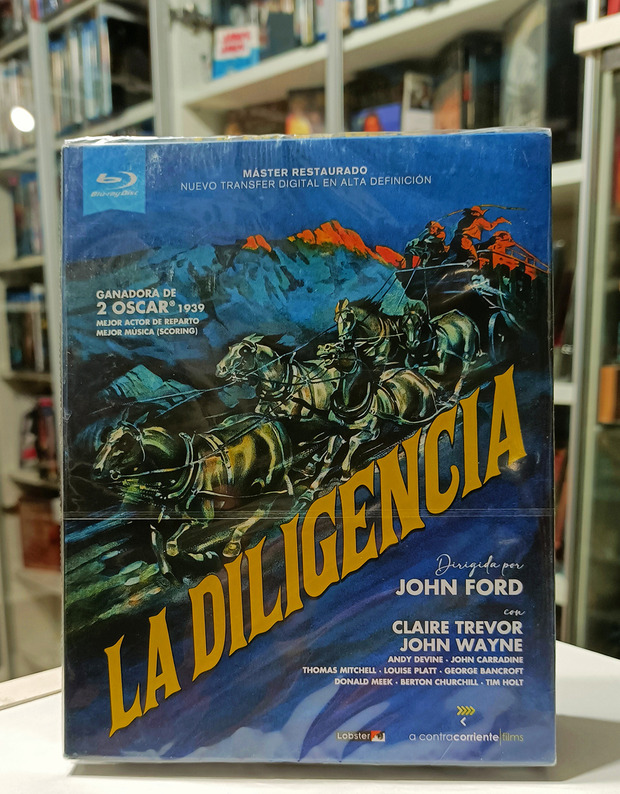 Blu-ray Disc
MÁSTER RESTAURADO
NUEVO TRANSFER DIGITAL EN ALTA DEFINICIÓN
GANADORA DE
2 OSCAR® 1939
MEJOR ACTOR DE REPARTO
MEJOR MÚSICA (SCORING)
LA DILIGENCIA
Dirigida por
JOHN FORD
con
CLAIRE TREVOR
JOHN WAYNE
ANDY DEVINE · JOHN CARRADINE
THOMAS MITCHELL · LOUISE PLATT · GEORGE BANCROFT
DONALD MEEK · BERTON CHURCHILL · TIM HOLT
Lobster
a contracorriente|films